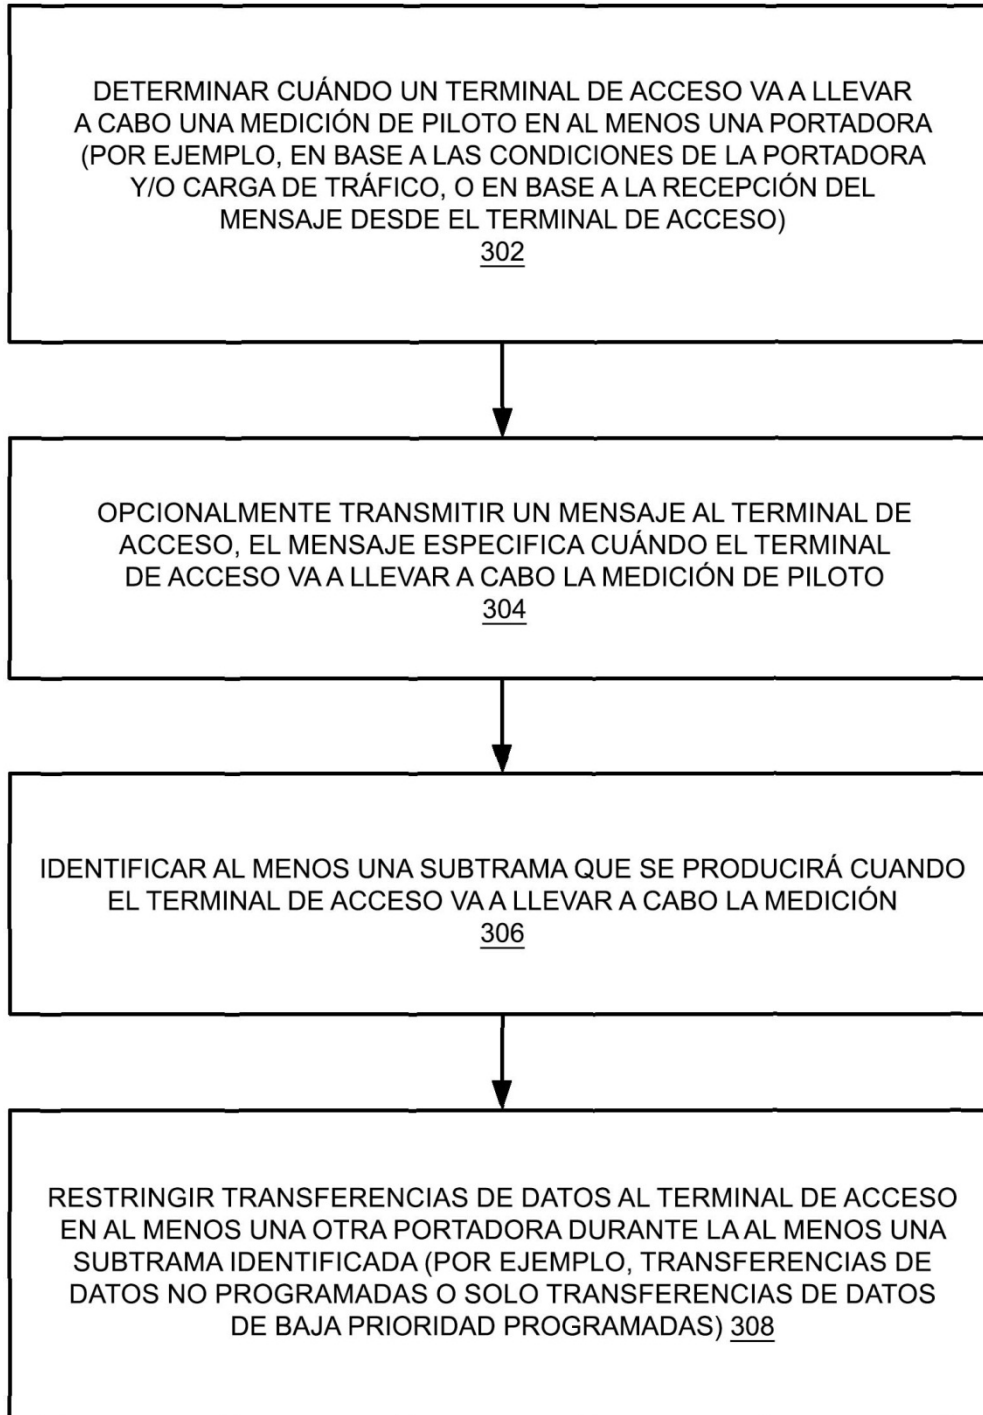 DETERMINAR CUÁNDO UN TERMINAL DE ACCESO VA A LLEVAR
A CABO UNA MEDICIÓN DE PILOTO EN AL MENOS UNA PORTADORA
(POR EJEMPLO, EN BASE A LAS CONDICIONES DE LA PORTADORA
Y/O CARGA DE TRÁFICO, O EN BASE A LA RECEPCIÓN DEL
MENSAJE DESDE EL TERMINAL DE ACCESO)
302
OPCIONALMENTE TRANSMITIR UN MENSAJE AL TERMINAL DE
ACCESO, EL MENSAJE ESPECIFICA CUÁNDO EL TERMINAL
DE ACCESO VA A LLEVAR A CABO LA MEDICIÓN DE PILOTO
304
IDENTIFICAR AL MENOS UNA SUBTRAMA QUE SE PRODUCIRÁ CUANDO
EL TERMINAL DE ACCESO VA A LLEVAR A CABO LA MEDICIÓN
306
RESTRINGIR TRANSFERENCIAS DE DATOS AL TERMINAL DE ACCESO
EN AL MENOS UNA OTRA PORTADORA DURANTE LA AL MENOS UNA
SUBTRAMA IDENTIFICADA (POR EJEMPLO, TRANSFERENCIAS DE
DATOS NO PROGRAMADAS O SOLO TRANSFERENCIAS DE DATOS
DE BAJA PRIORIDAD PROGRAMADAS) 308